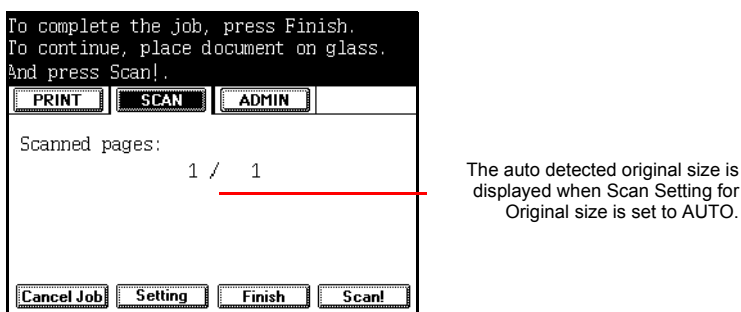 To complete the job, press Finish.
To continue, place document on glass.
And press Scan!.
PRINT SCAN ADMIN
Scanned pages:
1 / 1
The auto detected original size is
displayed when Scan Setting for
Original size is set to AUTO.
Cancel Job Setting Finish Scan!